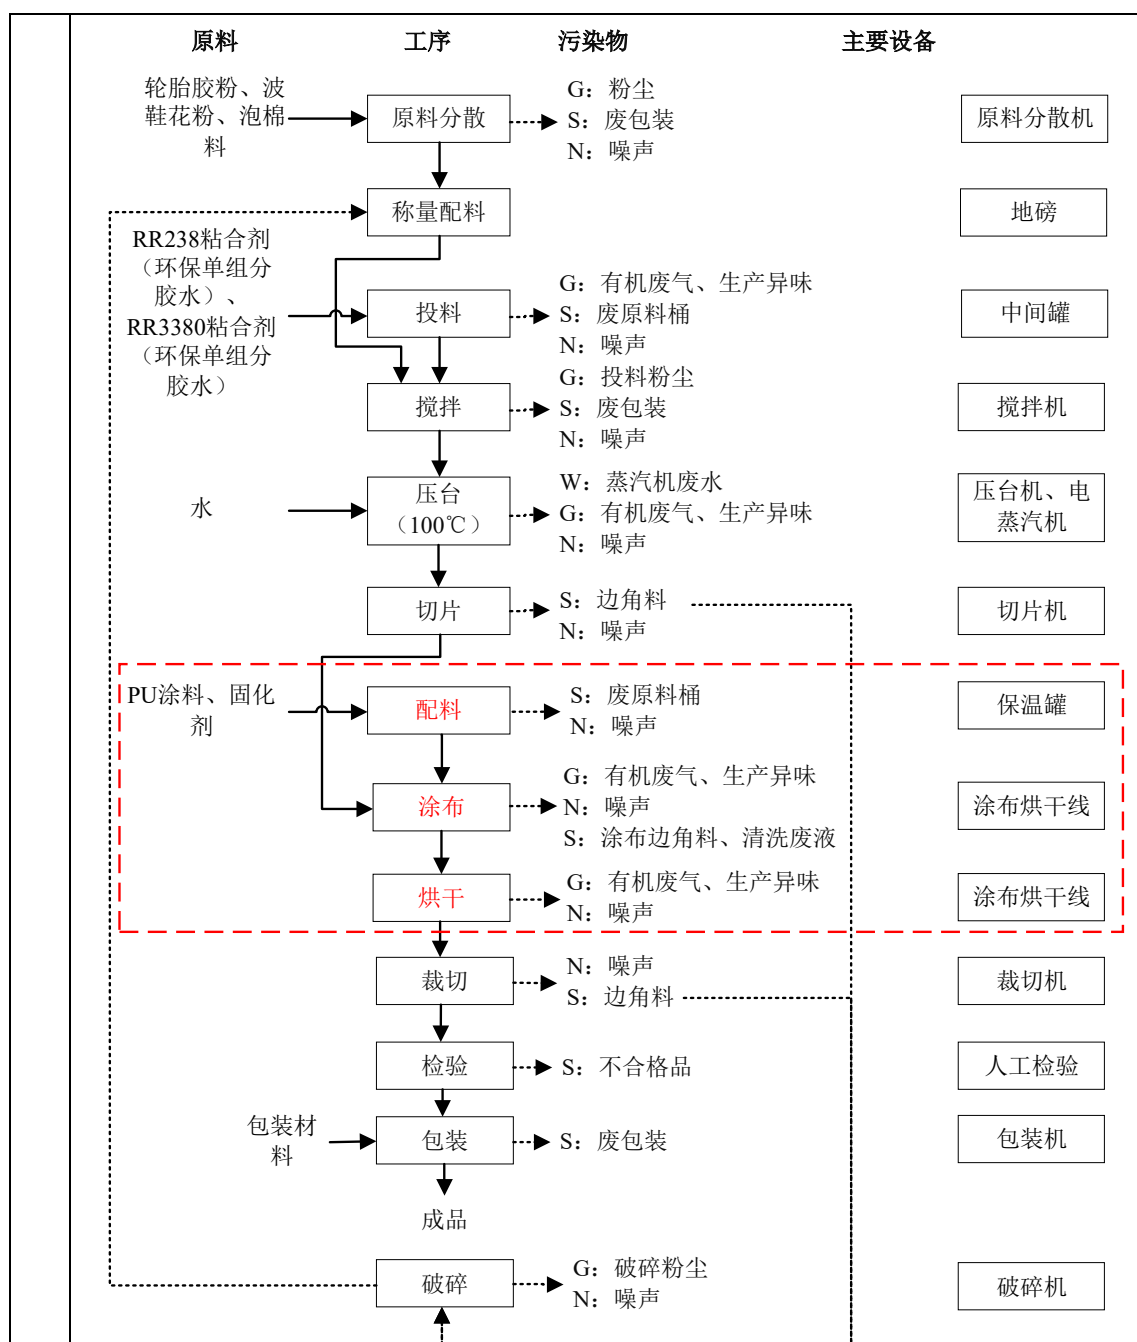 原料 工序 污染物 主要设备
轮胎胶粉、波
鞋花粉、泡棉
料
原料分散
G：粉尘
S：废包装
N：噪声
原料分散机
称量配料
地磅
RR238粘合剂
（环保单组分
胶水）、
RR3380粘合剂
（环保单组分
胶水）
投料
G：有机废气、生产异味
S：废原料桶
N：噪声
中间罐
搅拌
G：投料粉尘
S：废包装
N：噪声
搅拌机
水
压台
（100℃）
W：蒸汽机废水
G：有机废气、生产异味
N：噪声
压台机、电
蒸汽机
切片
S：边角料
N：噪声
切片机
PU涂料、固化
剂
配料
S：废原料桶
N：噪声
保温罐
涂布
G：有机废气、生产异味
N：噪声
S：涂布边角料、清洗废液
涂布烘干线
烘干
G：有机废气、生产异味
N：噪声
涂布烘干线
裁切
N：噪声
S：边角料
裁切机
检验
S：不合格品
人工检验
包装材
料
包装
S：废包装
包装机
成品
破碎
G：破碎粉尘
N：噪声
破碎机